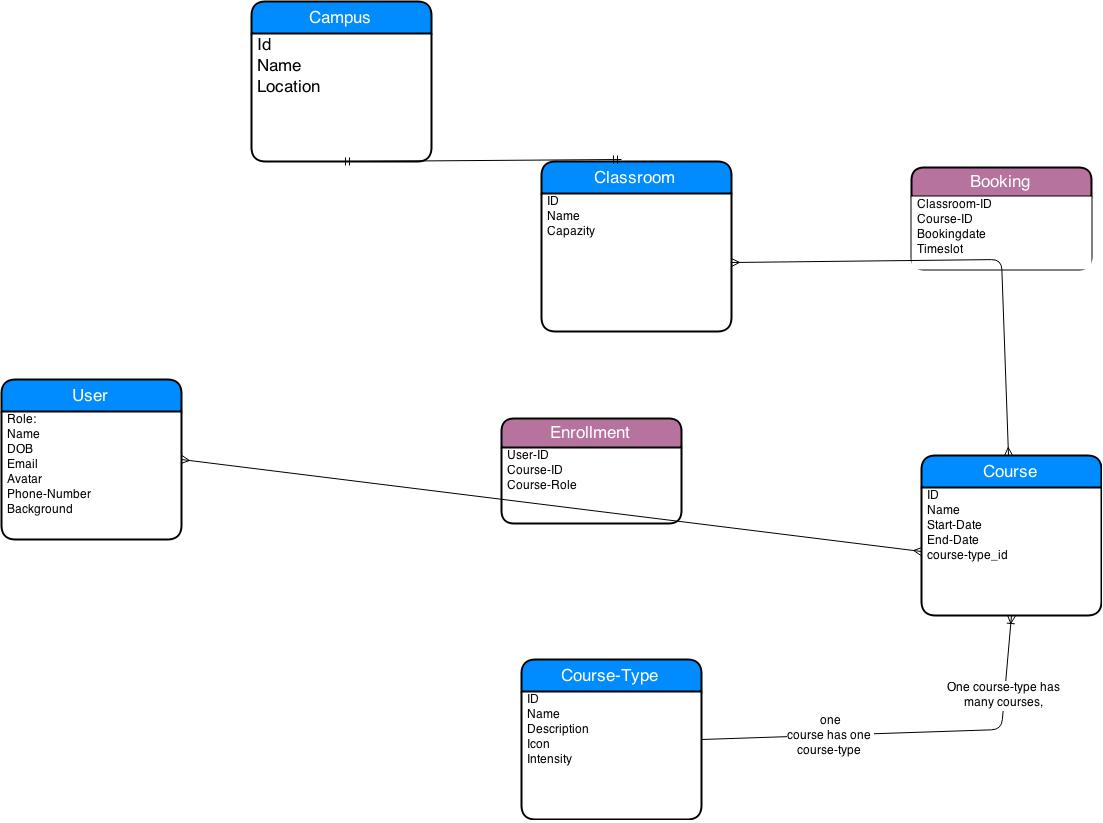 Campus
Id
Name
Location
Classroom
ID
Name
Capazity
Booking
Classroom-ID
Course-ID
Bookingdate
Timeslot
User
Role:
Name
DOB
Email
Avatar
Phone-Number
Background
Enrollment
User-ID
Course-ID
Course-Role
Course
ID
Name
Start-Date
End-Date
course-type_id
Course-Type
ID
Name
Description
Icon
Intensity
one
course has one
course-type
One course-type has
many courses,